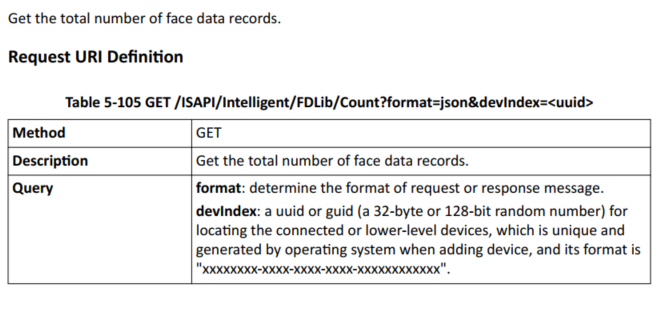 Get the total number of face data records.
Request URI Definition
Table 5-105 GET /ISAPI/Intelligent/FDLib/Count?format=json&devIndex=<uuid>
Method GET
Description Get the total number of face data records.
Query format: determine the format of request or response message.
devIndex: a uuid or guid (a 32-byte or 128-bit random number) for
locating the connected or lower-level devices, which is unique and
generated by operating system when adding device, and its format is
"xxxxxxxx-xxxx-xxxx-xxxx-xxxxxxxxxxxx".